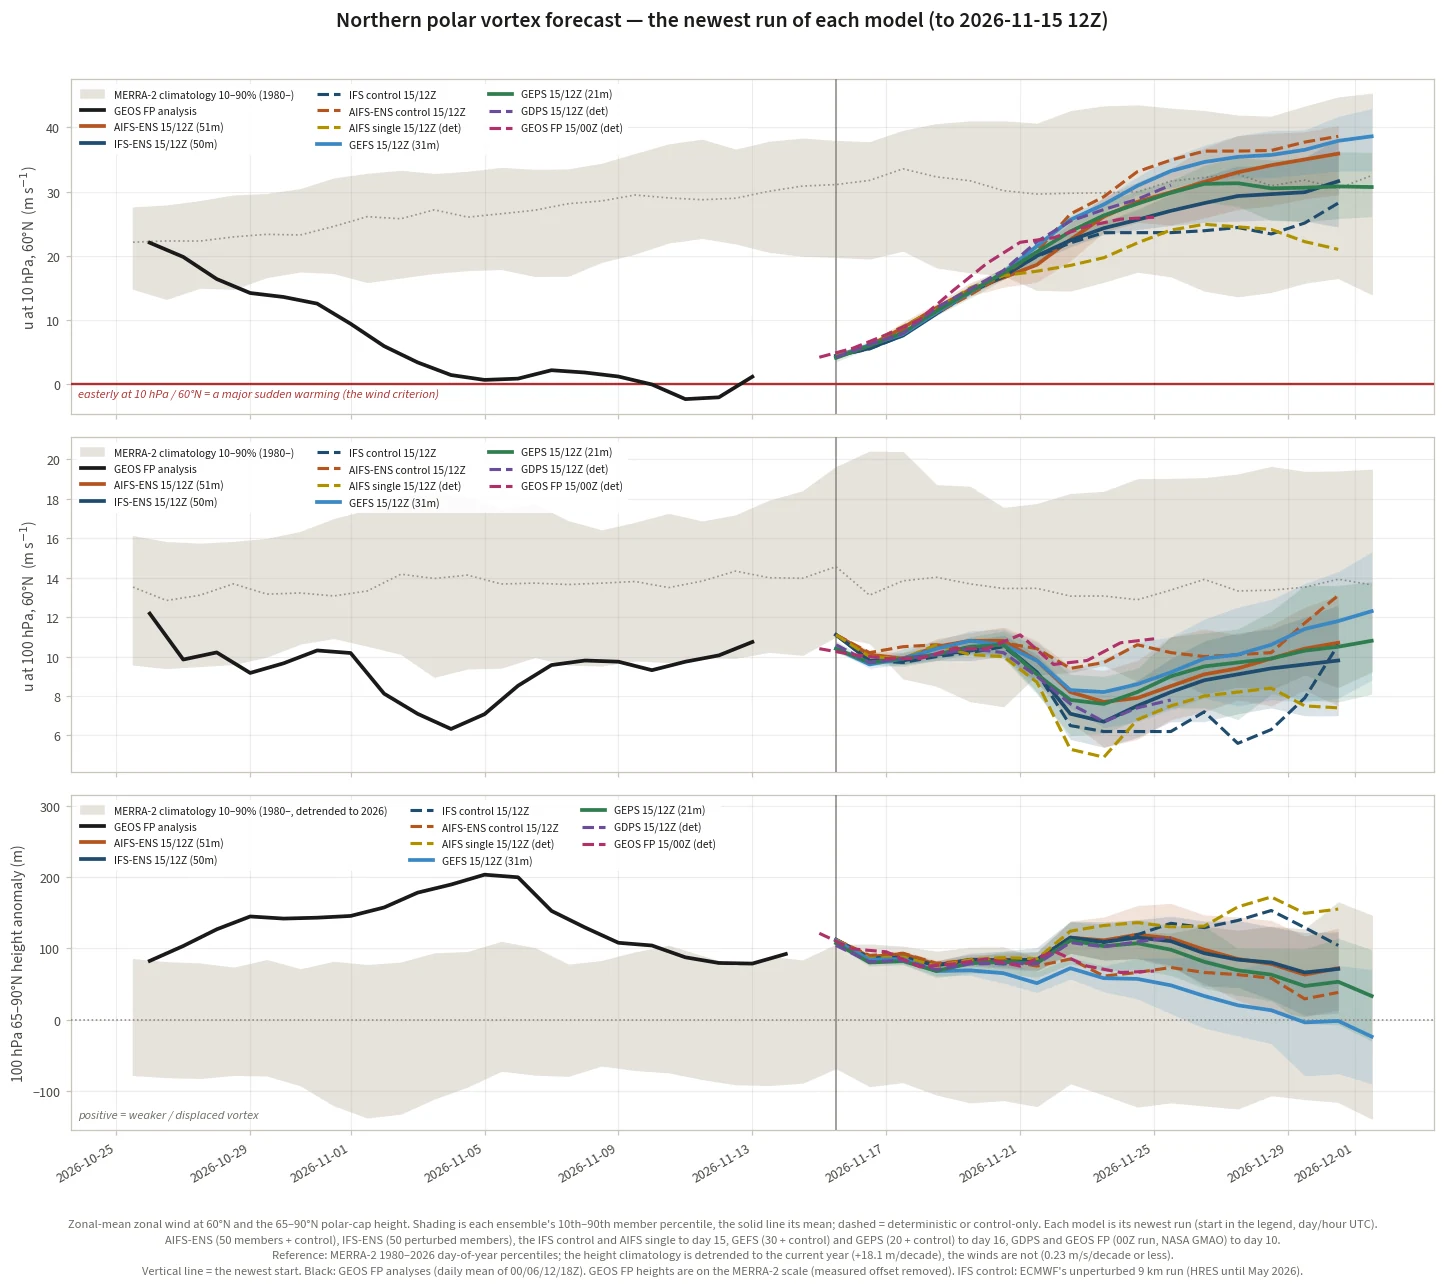 Northern polar vortex forecast — the newest run of each model (to 2026-11-15 12Z)
u at 10 hPa, 60°N (m s⁻¹)
40
30
20
10
0
MERRA-2 climatology 10–90% (1980–)
GEOS FP analysis
AIFS-ENS 15/12Z (51m)
IFS-ENS 15/12Z (50m)
IFS control 15/12Z
AIFS-ENS control 15/12Z
AIFS single 15/12Z (det)
GEFS 15/12Z (31m)
GEPS 15/12Z (21m)
GDPS 15/12Z (det)
GEOS FP 15/00Z (det)
easterly at 10 hPa / 60°N = a major sudden warming (the wind criterion)
u at 100 hPa, 60°N (m s⁻¹)
20
18
16
14
12
10
8
6
MERRA-2 climatology 10–90% (1980–)
GEOS FP analysis
AIFS-ENS 15/12Z (51m)
IFS-ENS 15/12Z (50m)
IFS control 15/12Z
AIFS-ENS control 15/12Z
AIFS single 15/12Z (det)
GEFS 15/12Z (31m)
GEPS 15/12Z (21m)
GDPS 15/12Z (det)
GEOS FP 15/00Z (det)
100 hPa 65–90°N height anomaly (m)
300
200
100
0
−100
MERRA-2 climatology 10–90% (1980–, detrended to 2026)
GEOS FP analysis
AIFS-ENS 15/12Z (51m)
IFS-ENS 15/12Z (50m)
IFS control 15/12Z
AIFS-ENS control 15/12Z
AIFS single 15/12Z (det)
GEFS 15/12Z (31m)
GEPS 15/12Z (21m)
GDPS 15/12Z (det)
GEOS FP 15/00Z (det)
positive = weaker / displaced vortex
2026-10-25
2026-10-29
2026-11-01
2026-11-05
2026-11-09
2026-11-13
2026-11-17
2026-11-21
2026-11-25
2026-11-29
2026-12-01
Zonal-mean zonal wind at 60°N and the 65–90°N polar-cap height. Shading is each ensemble's 10th–90th member percentile, the solid line its mean; dashed = deterministic or control-only. Each model is its newest run (start in the legend, day/hour UTC).
AIFS-ENS (50 members + control), IFS-ENS (50 perturbed members), the IFS control and AIFS single to day 15, GEFS (30 + control) and GEPS (20 + control) to day 16, GDPS and GEOS FP (00Z run, NASA GMAO) to day 10.
Reference: MERRA-2 1980–2026 day-of-year percentiles; the height climatology is detrended to the current year (+18.1 m/decade), the winds are not (0.23 m/s/decade or less).
Vertical line = the newest start. Black: GEOS FP analyses (daily mean of 00/06/12/18Z). GEOS FP heights are on the MERRA-2 scale (measured offset removed). IFS control: ECMWF's unperturbed 9 km run (HRES until May 2026).